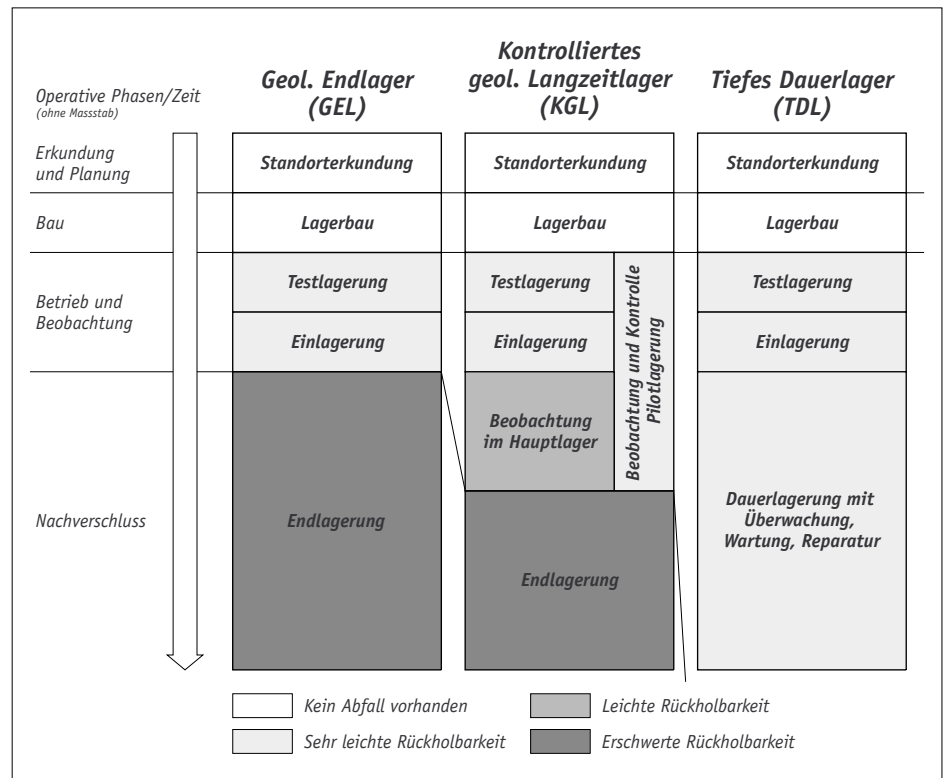 Operative Phasen/Zeit
(ohne Massstab)
Geol. Endlager
(GEL)
Kontrolliertes
geol. Langzeitlager
(KGL)
Tiefes Dauerlager
(TDL)
Erkundung
und Planung
Standorterkundung
Standorterkundung
Standorterkundung
Bau
Lagerbau
Lagerbau
Lagerbau
Betrieb und
Beobachtung
Testlagerung
Testlagerung
Testlagerung
Einlagerung
Einlagerung
Einlagerung
Beobachtung und Kontrolle
Pilotlagerung
Nachverschluss
Endlagerung
Beobachtung
im Hauptlager
Endlagerung
Dauerlagerung mit
Überwachung,
Wartung, Reparatur
Kein Abfall vorhanden
Leichte Rückholbarkeit
Sehr leichte Rückholbarkeit
Erschwerte Rückholbarkeit